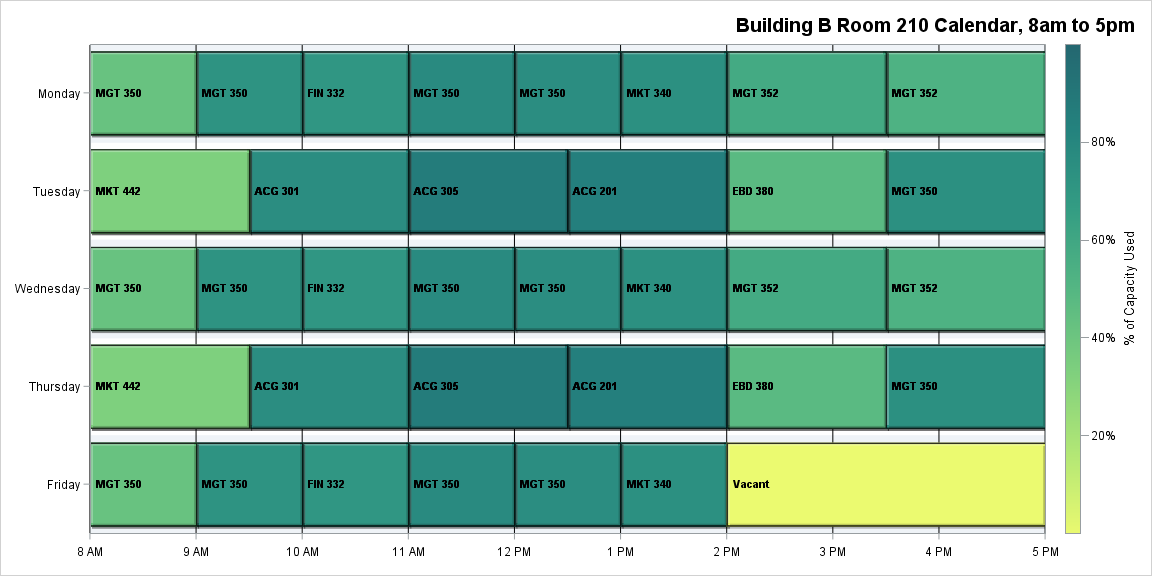 Building B Room 210 Calendar, 8am to 5pm
Monday MGT 350 MGT 350 FIN 332 MGT 350 MGT 350 MKT 340 MGT 352 MGT 352
Tuesday MKT 442 ACG 301 ACG 305 ACG 201 EBD 380 MGT 350
Wednesday MGT 350 MGT 350 FIN 332 MGT 350 MGT 350 MKT 340 MGT 352 MGT 352
Thursday MKT 442 ACG 301 ACG 305 ACG 201 EBD 380 MGT 350
Friday MGT 350 MGT 350 FIN 332 MGT 350 MGT 350 MKT 340 Vacant
8 AM 9 AM 10 AM 11 AM 12 PM 1 PM 2 PM 3 PM 4 PM 5 PM
80%
60%
40%
20%
% of Capacity Used